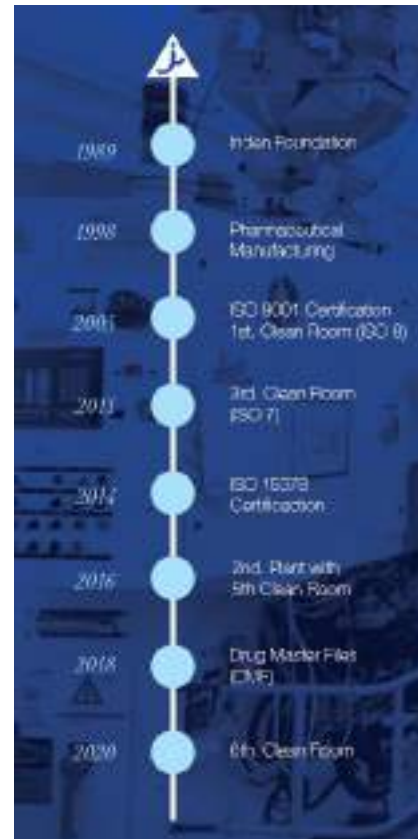 1989
Inden Foundation
1998
Pharmaceutical
Manufacturing
ISO 9001 Certification
1st. Clean Room (ISO 8)
2011
3rd. Clean Room
(ISO 7)
2014
ISO 15378
Certificaction
2016
2nd. Plant with
5th Clean Room
2018
Drug Master Files
(DMF)
2020
6th. Clean Room